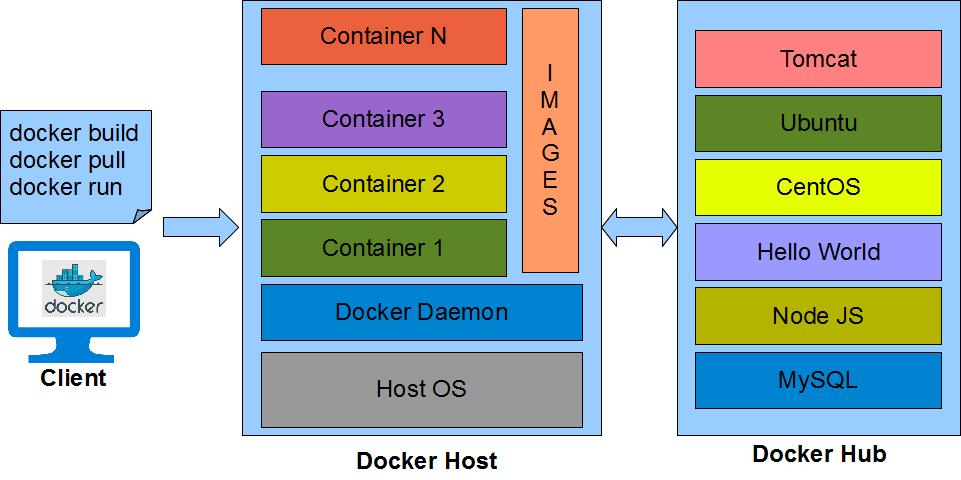 docker build
docker pull
docker run
docker
Client
Container N
Container 3
Container 2
Container 1
I
M
A
G
E
S
Docker Daemon
Host OS
Docker Host
Tomcat
Ubuntu
CentOS
Hello World
Node JS
MySQL
Docker Hub